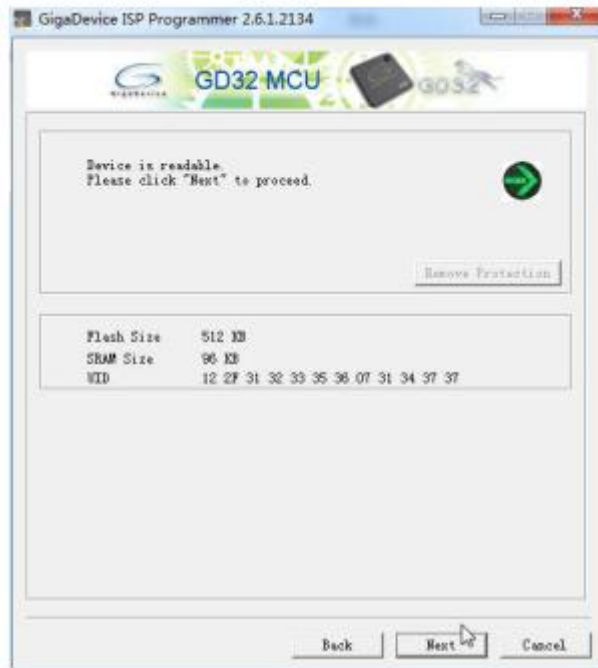 GigaDevice ISP Programmer 2.6.1.2134
GigaDevice
GD32 MCU
GD32
Device is readable.
Please click "Next" to proceed.
Remove Protection
Flash Size 512 KB
SRAM Size 96 KB
UID 12 2F 31 32 33 35 36 07 31 34 37 37
Back
Next
Cancel